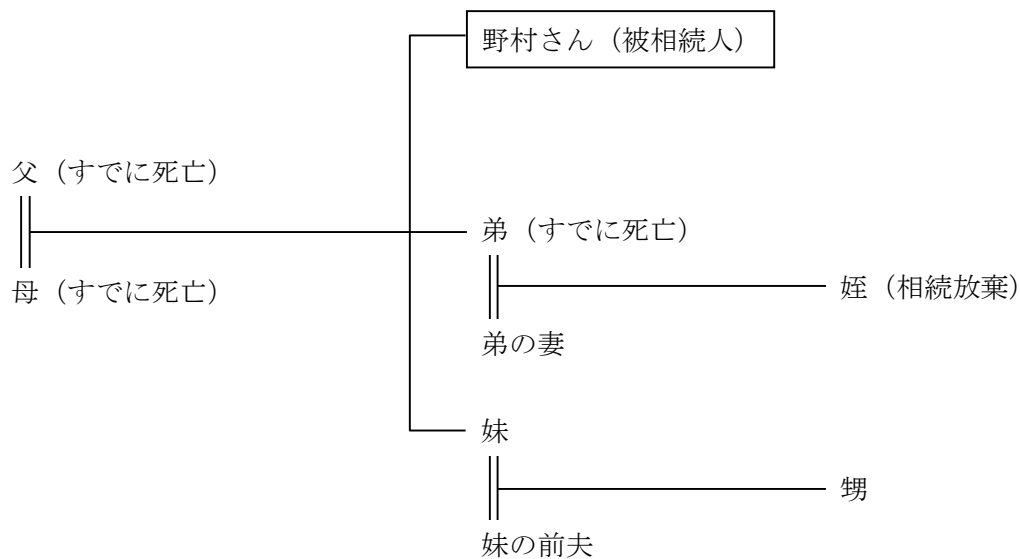 野村さん（被相続人）
父（すでに死亡）
弟（すでに死亡）
母（すでに死亡）
姪（相続放棄）
弟の妻
妹
甥
妹の前夫